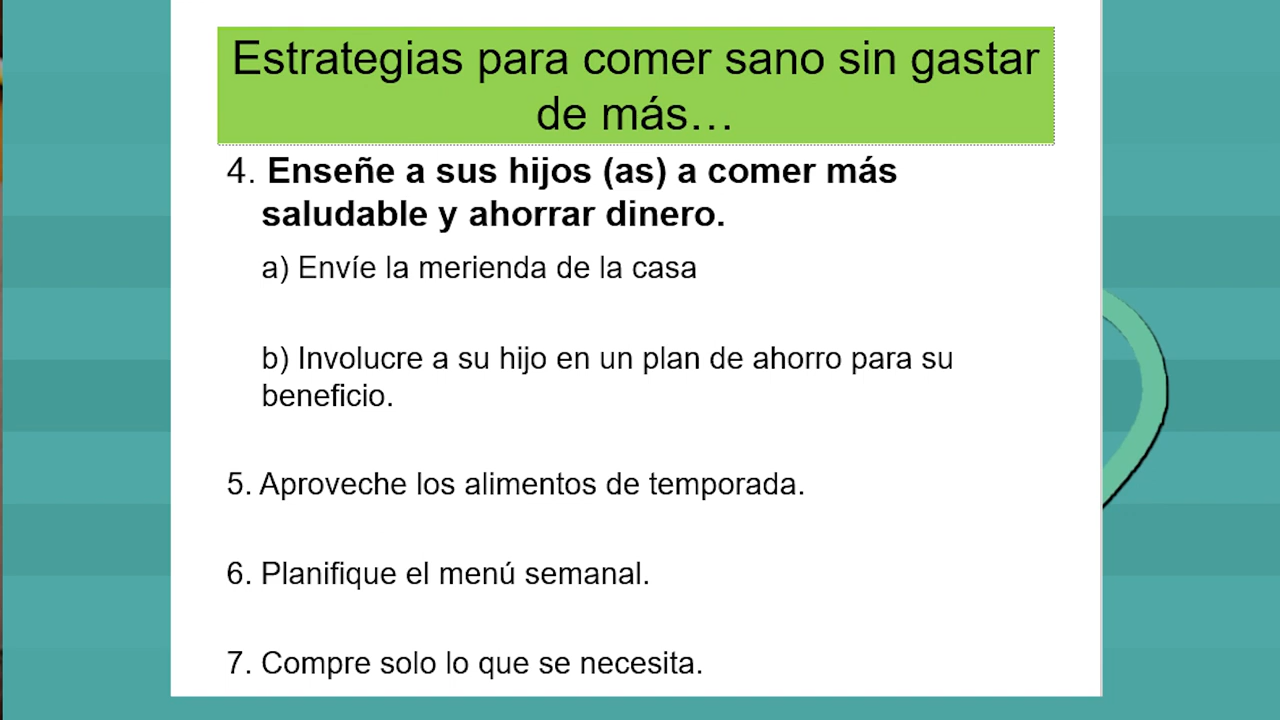 Estrategias para comer sano sin gastar
de más…
4. Enseñe a sus hijos (as) a comer más
saludable y ahorrar dinero.
a) Envíe la merienda de la casa
b) Involucre a su hijo en un plan de ahorro para su
beneficio.
5. Aproveche los alimentos de temporada.
6. Planifique el menú semanal.
7. Compre solo lo que se necesita.